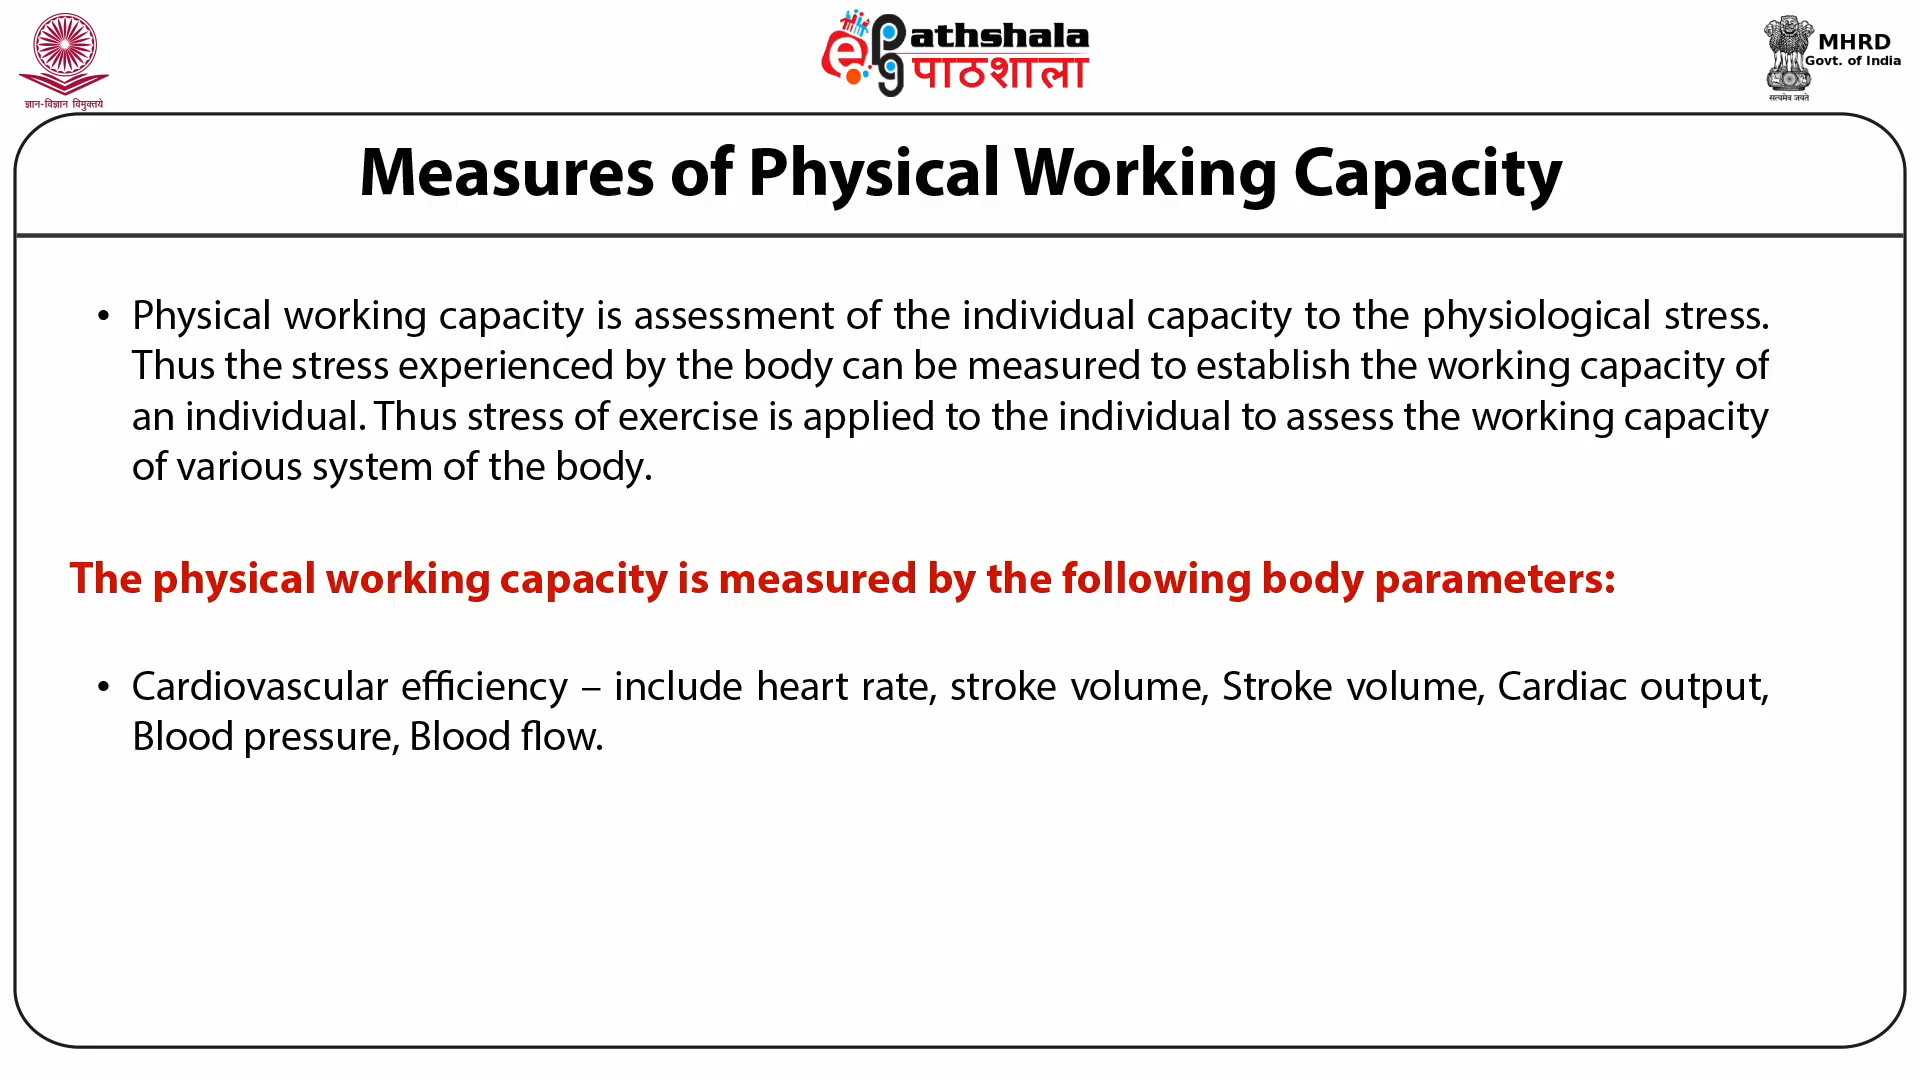 ज्ञान-विज्ञान विमुक्तये
ePathshala
पाठशाला
MHRD
Govt. of India
सत्यमेव जयते
Measures of Physical Working Capacity
• Physical working capacity is assessment of the individual capacity to the physiological stress.
Thus the stress experienced by the body can be measured to establish the working capacity of
an individual. Thus stress of exercise is applied to the individual to assess the working capacity
of various system of the body.
The physical working capacity is measured by the following body parameters:
• Cardiovascular efficiency – include heart rate, stroke volume, Stroke volume, Cardiac output,
Blood pressure, Blood flow.